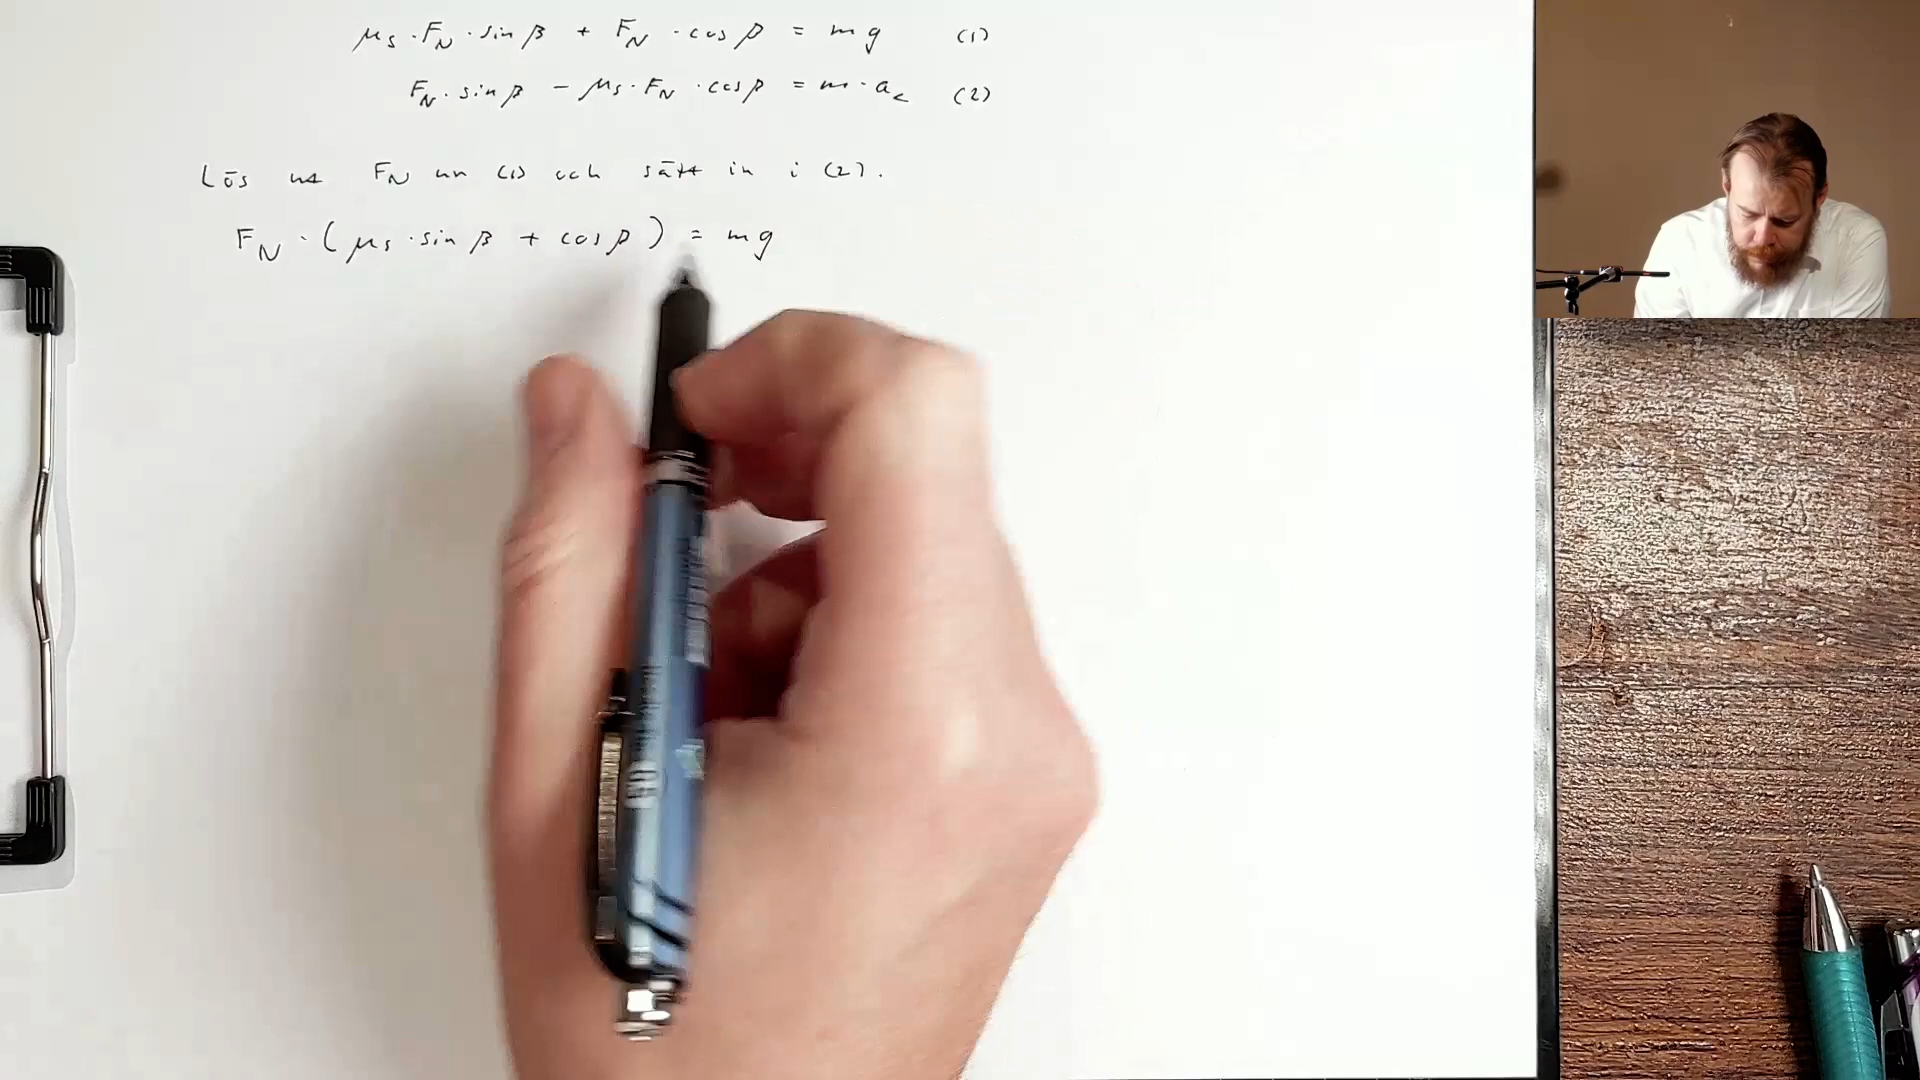 μs · FN · sin β + FN · cos β = mg (1)
FN · sin β - μs · FN · cos β = m · ac (2)
Lös ut FN ur (1) och sätt in i (2).
FN · (μs · sin β + cos β) = mg